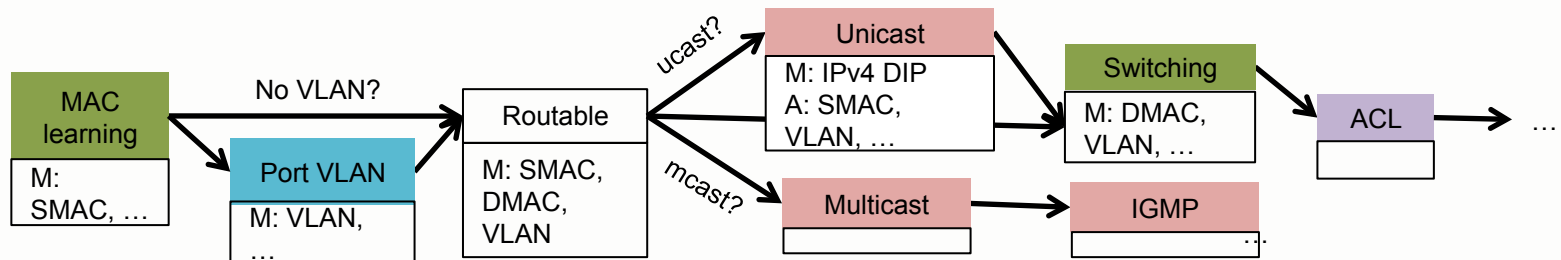 MAC
learning
M:
SMAC, …
No VLAN?
Port VLAN
M: VLAN,
…
Routable
M: SMAC,
DMAC,
VLAN
ucast?
mcast?
Unicast
M: IPv4 DIP
A: SMAC,
VLAN, …
Multicast
Switching
M: DMAC,
VLAN, …
IGMP
…
ACL
…